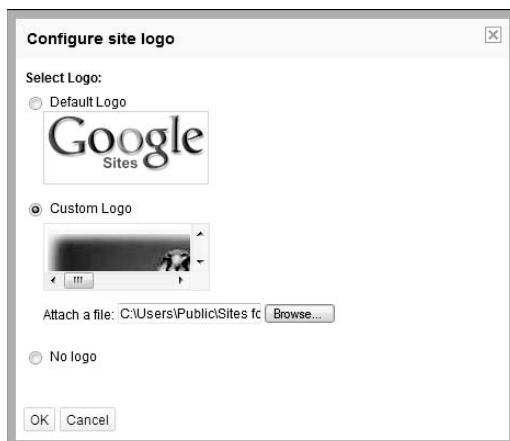 Configure site logo
Select Logo:
Default Logo
Google
Sites
Custom Logo
Attach a file: C:\Users\Public\Sites fo Browse...
No logo
OK Cancel